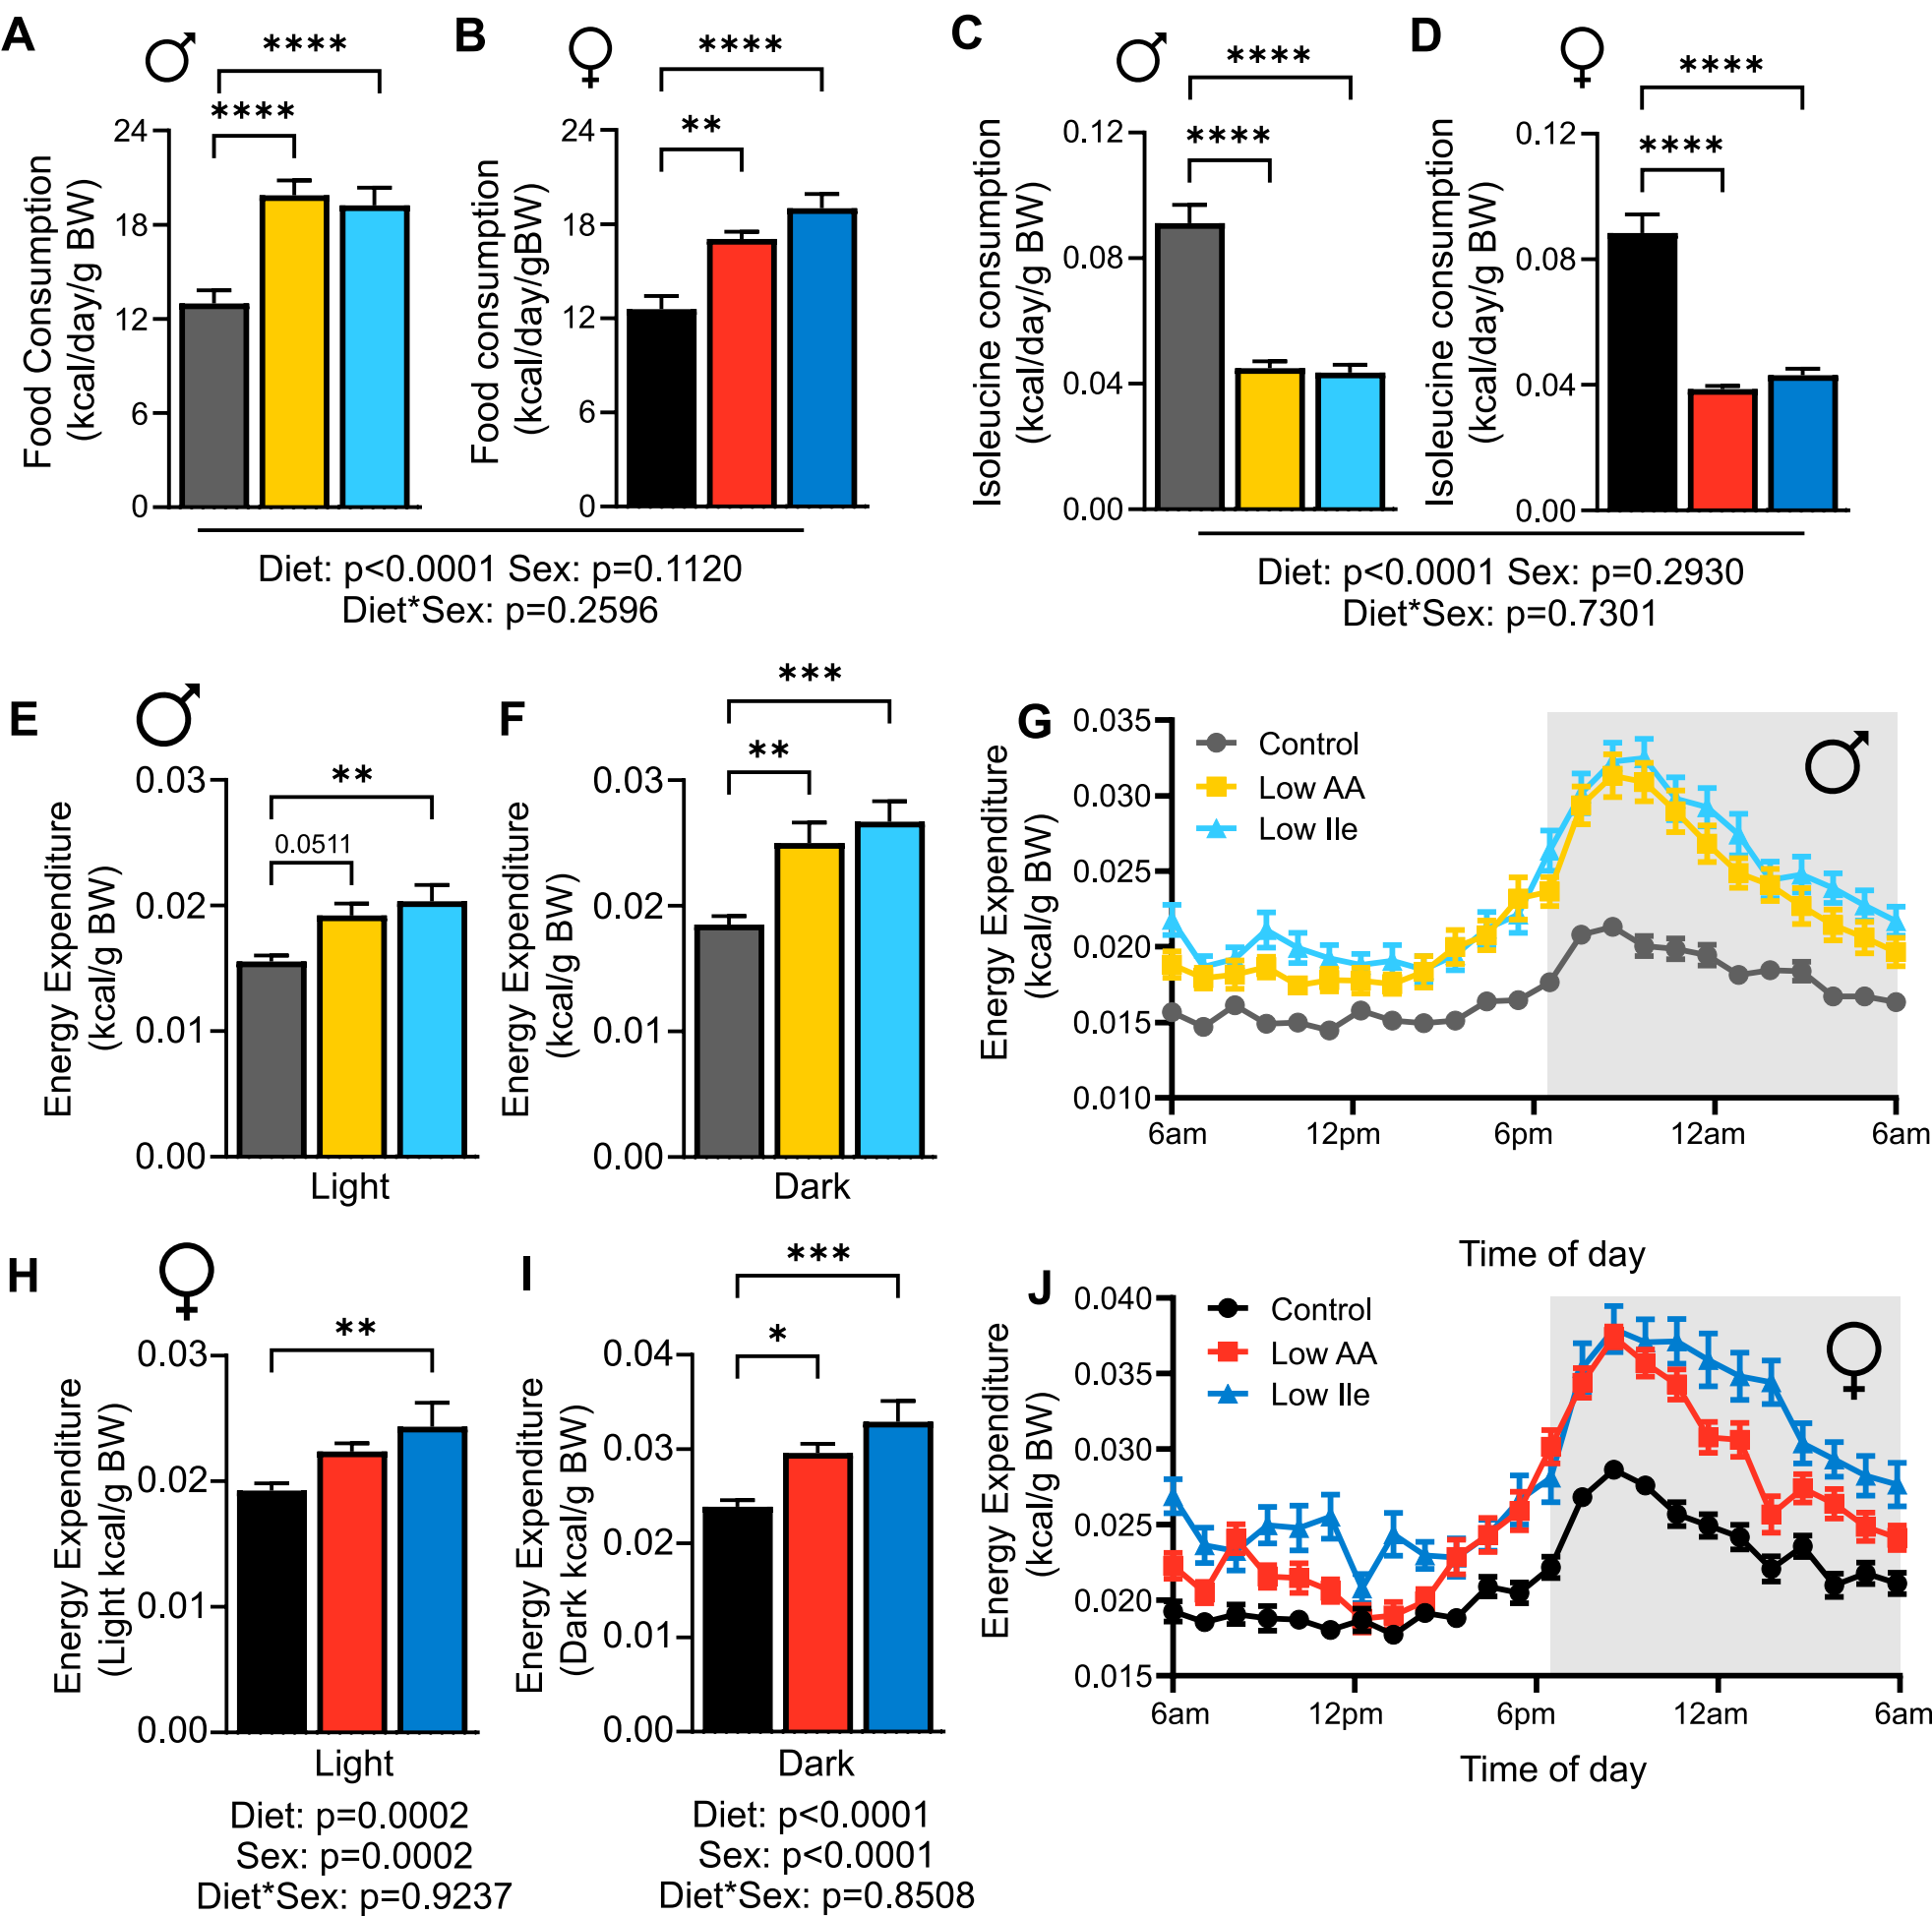 A
♂
****
****
24
18
12
6
0
Food Consumption
(kcal/day/g BW)
B
♀
****
**
24
18
12
6
0
Food consumption
(kcal/day/gBW)
Diet: p<0.0001 Sex: p=0.1120
Diet*Sex: p=0.2596
C
♂
****
****
0.12
0.08
0.04
0.00
Isoleucine consumption
(kcal/day/g BW)
D
♀
****
****
0.12
0.08
0.04
0.00
Isoleucine consumption
(kcal/day/g BW)
Diet: p<0.0001 Sex: p=0.2930
Diet*Sex: p=0.7301
E
♂
**
0.0511
0.03
0.02
0.01
0.00
Energy Expenditure
(kcal/g BW)
Light
F
***
**
0.03
0.02
0.01
0.00
Energy Expenditure
(kcal/g BW)
Dark
G
0.035
0.030
0.025
0.020
0.015
0.010
Energy Expenditure
(kcal/g BW)
Control
Low AA
Low Ile
♂
6am 12pm 6pm 12am 6am
Time of day
H
♀
**
0.03
0.02
0.01
0.00
Energy Expenditure
(Light kcal/g BW)
Light
Diet: p=0.0002
Sex: p=0.0002
Diet*Sex: p=0.9237
I
***
*
0.04
0.03
0.02
0.01
0.00
Energy Expenditure
(Dark kcal/g BW)
Dark
Diet: p<0.0001
Sex: p<0.0001
Diet*Sex: p=0.8508
J
0.040
0.035
0.030
0.025
0.020
0.015
Energy Expenditure
(kcal/g BW)
Control
Low AA
Low Ile
♀
6am 12pm 6pm 12am 6am
Time of day